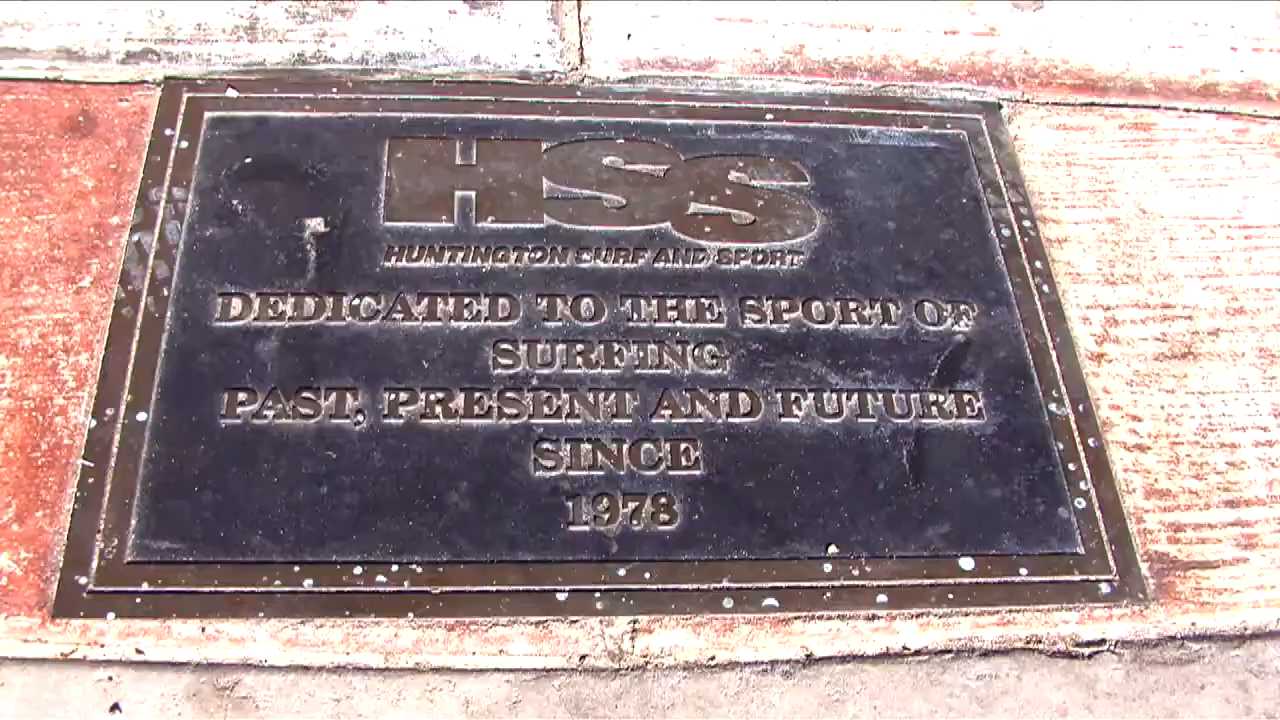 HSS
HUNTINGTON SURF AND SPORT
DEDICATED TO THE SPORT OF
SURFING
PAST, PRESENT AND FUTURE
SINCE
1978